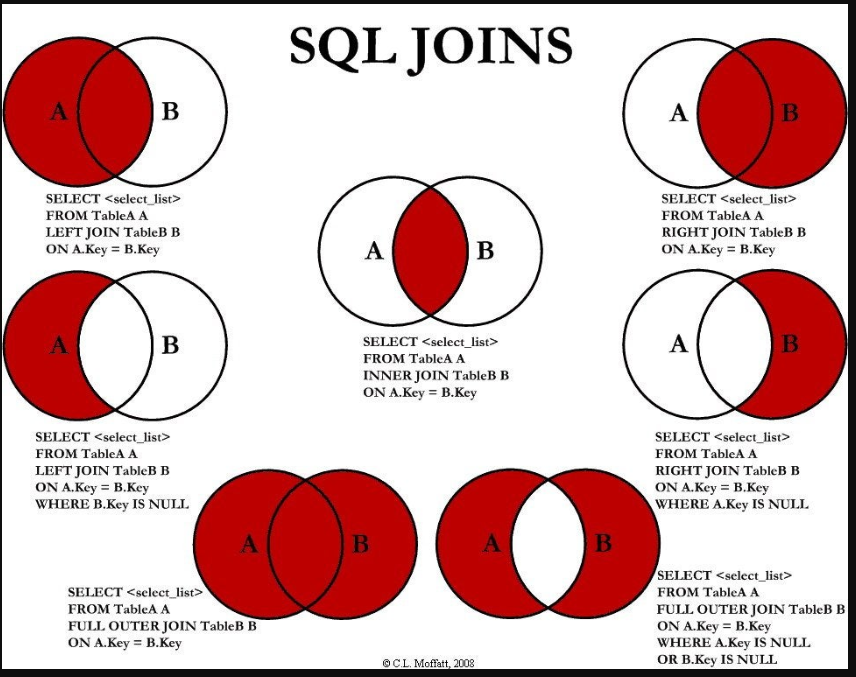 SQL JOINS
A B
SELECT <select_list>
FROM TableA A
LEFT JOIN TableB B
ON A.Key = B.Key
A B
SELECT <select_list>
FROM TableA A
RIGHT JOIN TableB B
ON A.Key = B.Key
A B
SELECT <select_list>
FROM TableA A
INNER JOIN TableB B
ON A.Key = B.Key
A B
SELECT <select_list>
FROM TableA A
LEFT JOIN TableB B
ON A.Key = B.Key
WHERE B.Key IS NULL
A B
SELECT <select_list>
FROM TableA A
RIGHT JOIN TableB B
ON A.Key = B.Key
WHERE A.Key IS NULL
A B
SELECT <select_list>
FROM TableA A
FULL OUTER JOIN TableB B
ON A.Key = B.Key
A B
SELECT <select_list>
FROM TableA A
FULL OUTER JOIN TableB B
ON A.Key = B.Key
WHERE A.Key IS NULL
OR B.Key IS NULL
© C.L. Moffatt, 2008